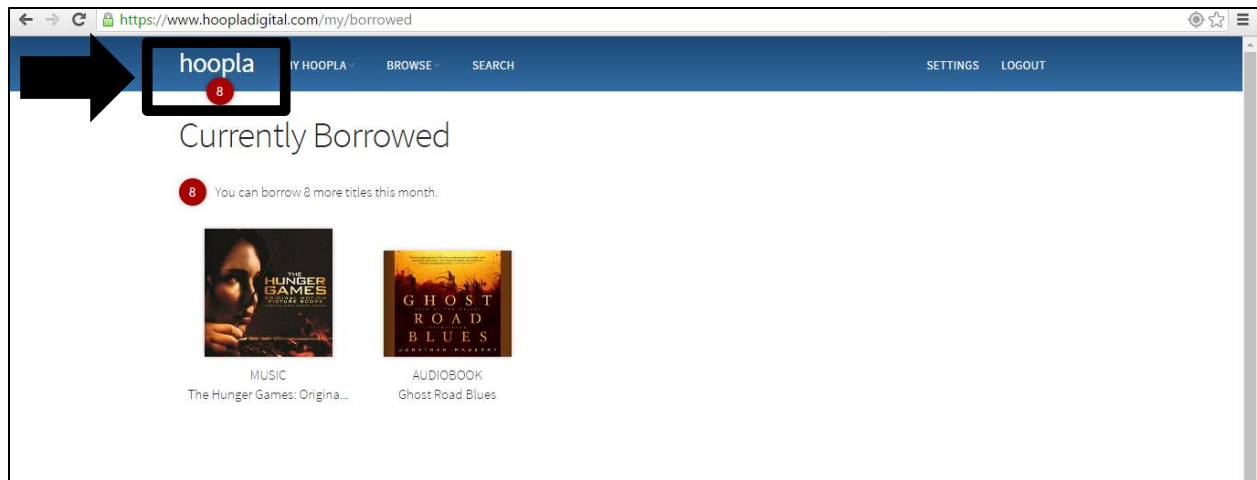 https://www.hoopladigital.com/my/borrowed
hoopla
Y HOOPLA
BROWSE
SEARCH
SETTINGS
LOGOUT
8
Currently Borrowed
8
You can borrow 8 more titles this month.
THE
HUNGER
GAMES
ORIGINAL MOTION
PICTURE SCORE
GHOST
ROAD
BLUES
JONATHAN MABERRY
MUSIC
The Hunger Games: Origina...
AUDIOBOOK
Ghost Road Blues